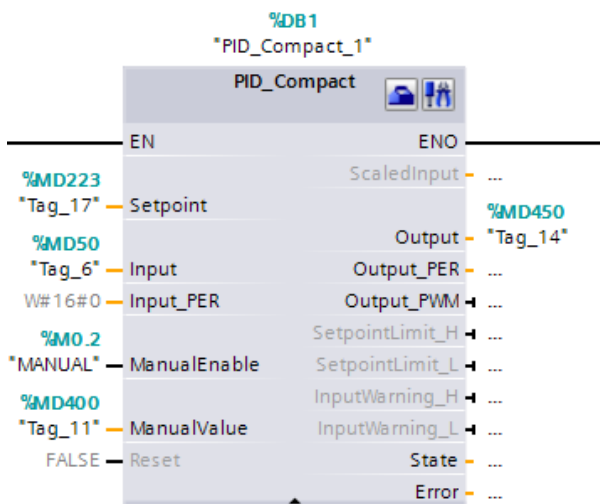 %DB1
"PID_Compact_1"
PID_Compact
EN ENO
ScaledInput ...
%MD223
"Tag_17" Setpoint
%MD450
Output "Tag_14"
%MD50
"Tag_6" Input
Output_PER ...
W#16#0 Input_PER
Output_PWM ...
SetpointLimit_H ...
%M0.2
"MANUAL" ManualEnable
SetpointLimit_L ...
InputWarning_H ...
%MD400
"Tag_11" ManualValue
InputWarning_L ...
FALSE Reset
State ...
Error ...